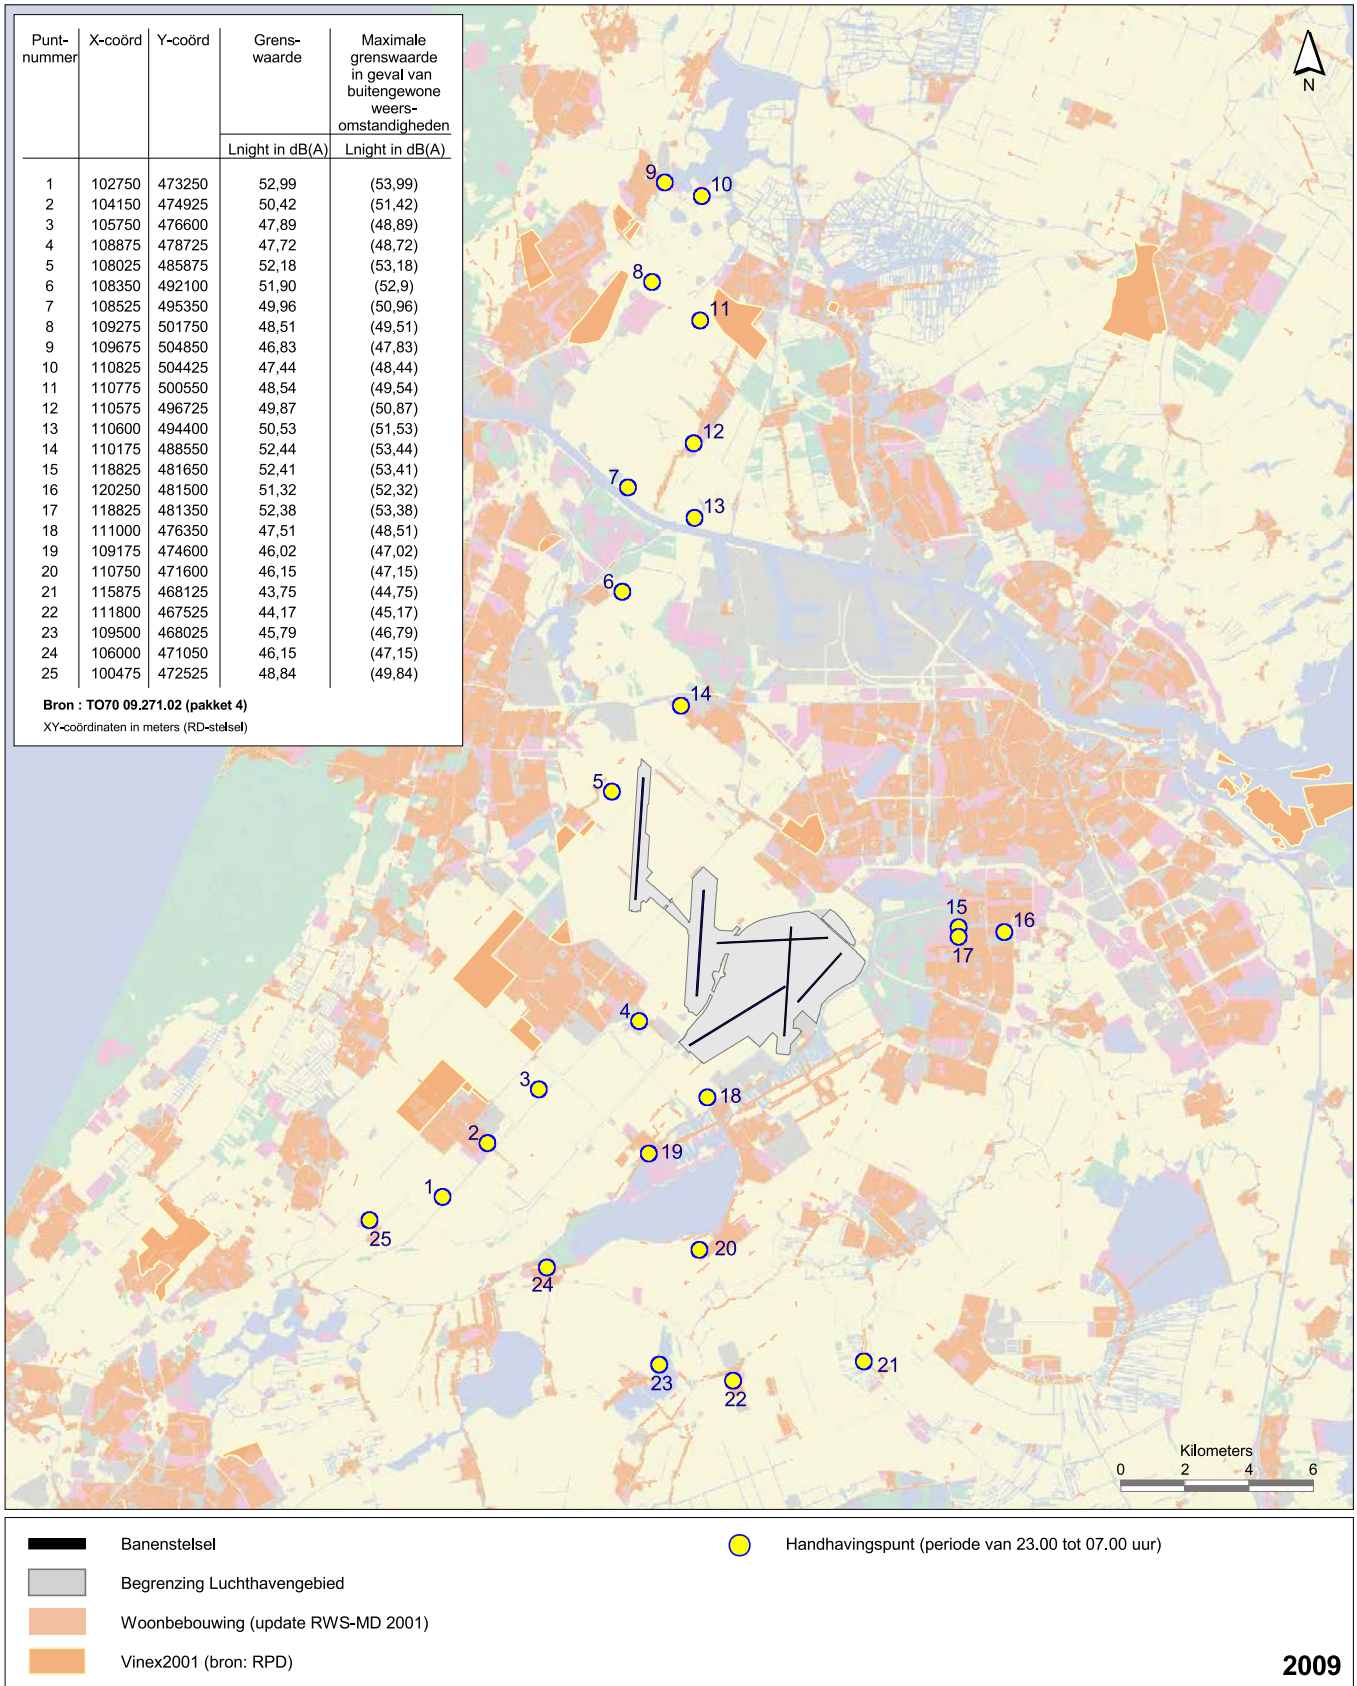 Punt-nummer X-coörd Y-coörd Grens-waarde Maximale grenswaarde in geval van buitengewone weers-omstandigheden
Lnight in dB(A) Lnight in dB(A)
1 102750 473250 52,99 (53,99)
2 104150 474925 50,42 (51,42)
3 105750 476600 47,89 (48,89)
4 108875 478725 47,72 (48,72)
5 108025 485875 52,18 (53,18)
6 108350 492100 51,90 (52,9)
7 108525 495350 49,96 (50,96)
8 109275 501750 48,51 (49,51)
9 109675 504850 46,83 (47,83)
10 110825 504425 47,44 (48,44)
11 110775 500550 48,54 (49,54)
12 110575 496725 49,87 (50,87)
13 110600 494400 50,53 (51,53)
14 110175 488550 52,44 (53,44)
15 118825 481650 52,41 (53,41)
16 120250 481500 51,32 (52,32)
17 118825 481350 52,38 (53,38)
18 111000 476350 47,51 (48,51)
19 109175 474600 46,02 (47,02)
20 110750 471600 46,15 (47,15)
21 115875 468125 43,75 (44,75)
22 111800 467525 44,17 (45,17)
23 109500 468025 45,79 (46,79)
24 106000 471050 46,15 (47,15)
25 100475 472525 48,84 (49,84)
Bron : TO70 09.271.02 (pakket 4)
XY-coördinaten in meters (RD-stelsel)
N
9
10
8
11
12
7
13
6
14
5
15
16
17
4
3
18
2
19
1
25
20
24
21
23
22
Kilometers
0 2 4 6
Banenstelsel
Handhavingspunt (periode van 23.00 tot 07.00 uur)
Begrenzing Luchthavengebied
Woonbebouwing (update RWS-MD 2001)
Vinex2001 (bron: RPD)
2009